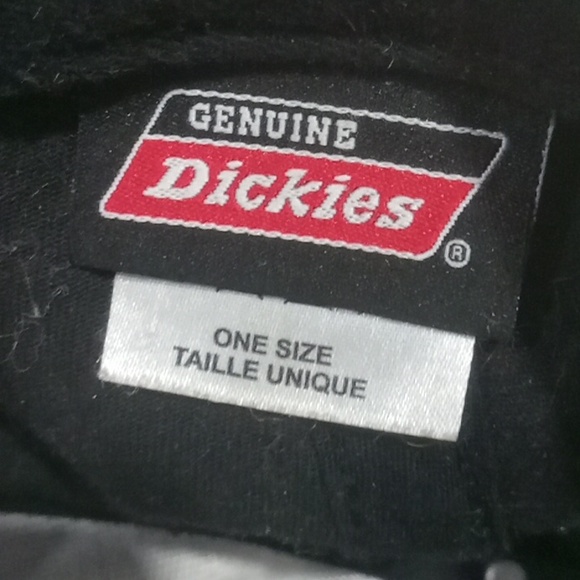 GENUINE
Dickies
®
ONE SIZE
TAILLE UNIQUE